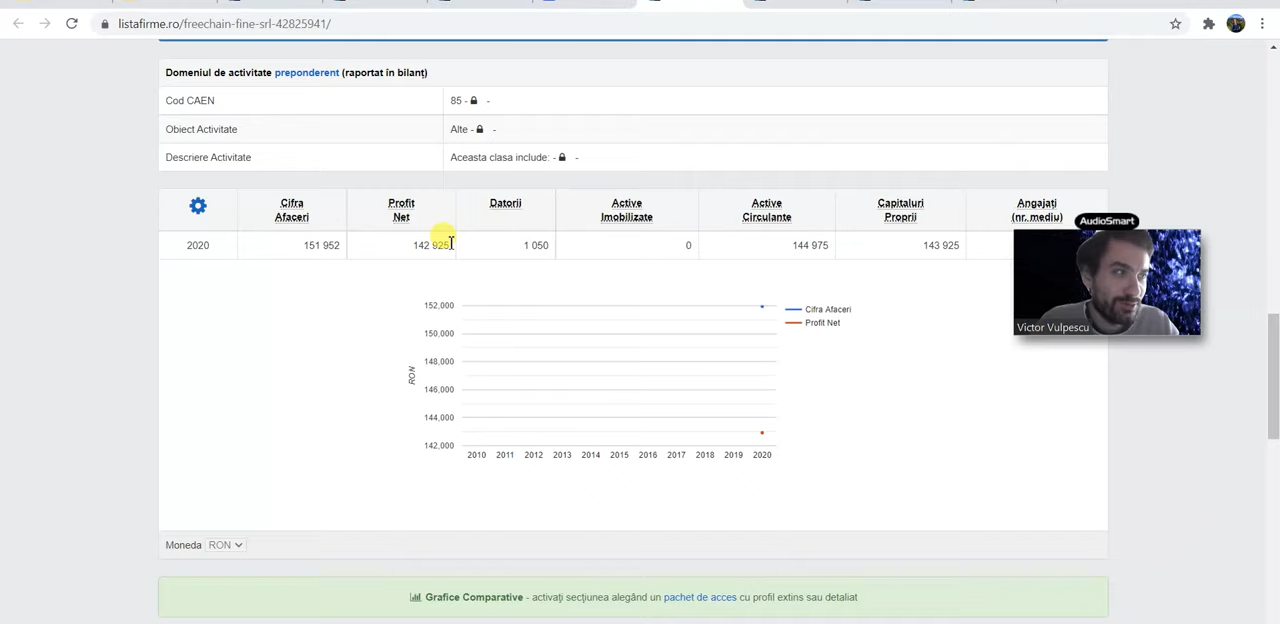 listafirme.ro/freechain-fine-srl-42825941/
Domeniul de activitate preponderent (raportat în bilanț)
Cod CAEN 85 - -
Obiect Activitate Alte - -
Descriere Activitate Aceasta clasa include: - -
Cifra Afaceri Profit Net Datorii Active Imobilizate Active Circulante Capitaluri Proprii Angajați (nr. mediu)
2020 151 952 142 925 1 050 0 144 975 143 925
AudioSmart
Victor Vulpescu
152,000
150,000
148,000
146,000
144,000
142,000
RON
2010 2011 2012 2013 2014 2015 2016 2017 2018 2019 2020
Cifra Afaceri
Profit Net
Moneda RON
Grafice Comparative - activați secțiunea alegând un pachet de acces cu profil extins sau detaliat